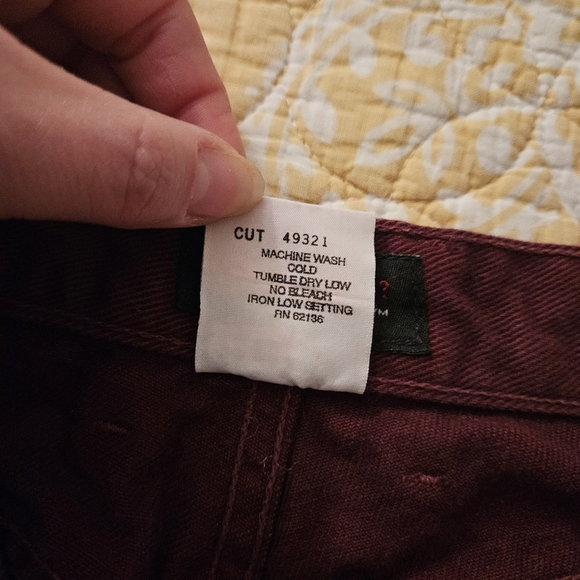 CUT 49321
MACHINE WASH
COLD
TUMBLE DRY LOW
NO BLEACH
IRON LOW SETTING
RN 62136
?